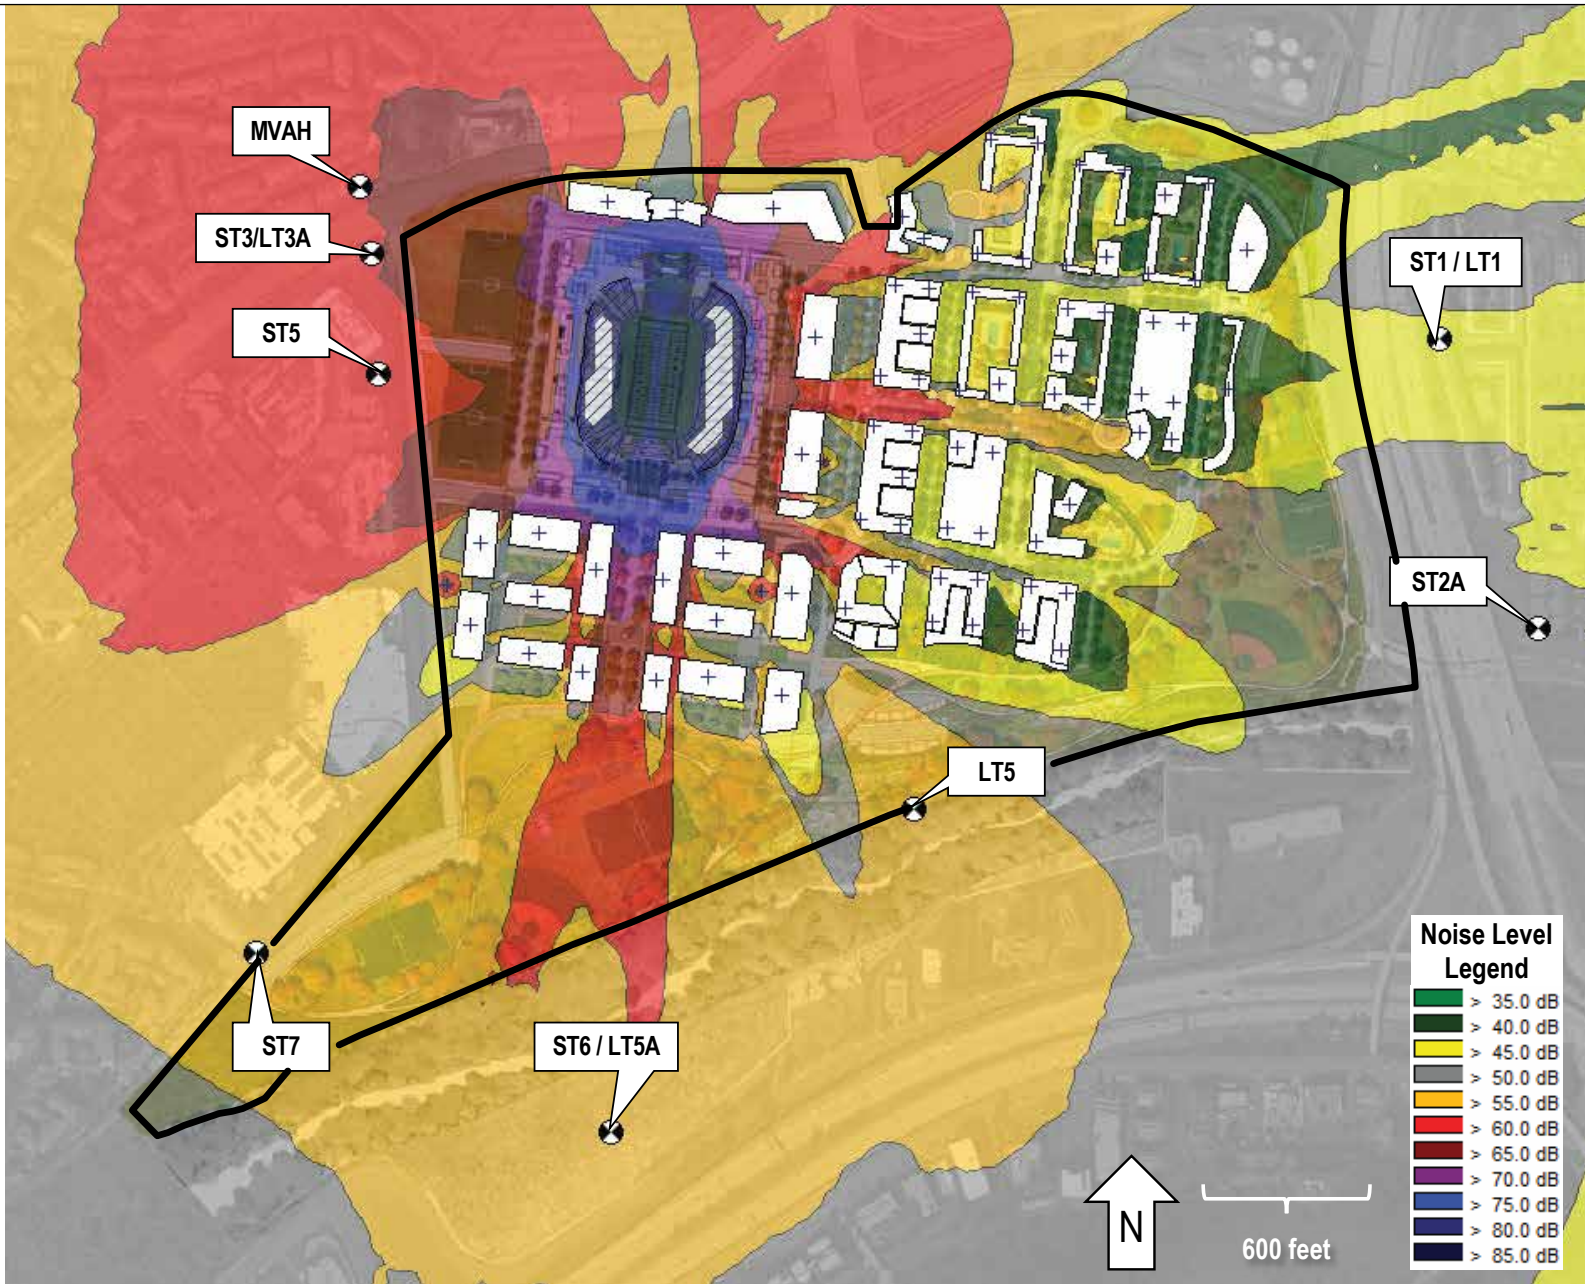 MVAH
ST3/LT3A
ST5
ST1 / LT1
ST2A
LT5
ST7
ST6 / LT5A
Noise Level
Legend
> 35.0 dB
> 40.0 dB
> 45.0 dB
> 50.0 dB
> 55.0 dB
> 60.0 dB
> 65.0 dB
> 70.0 dB
> 75.0 dB
> 80.0 dB
> 85.0 dB
N
600 feet